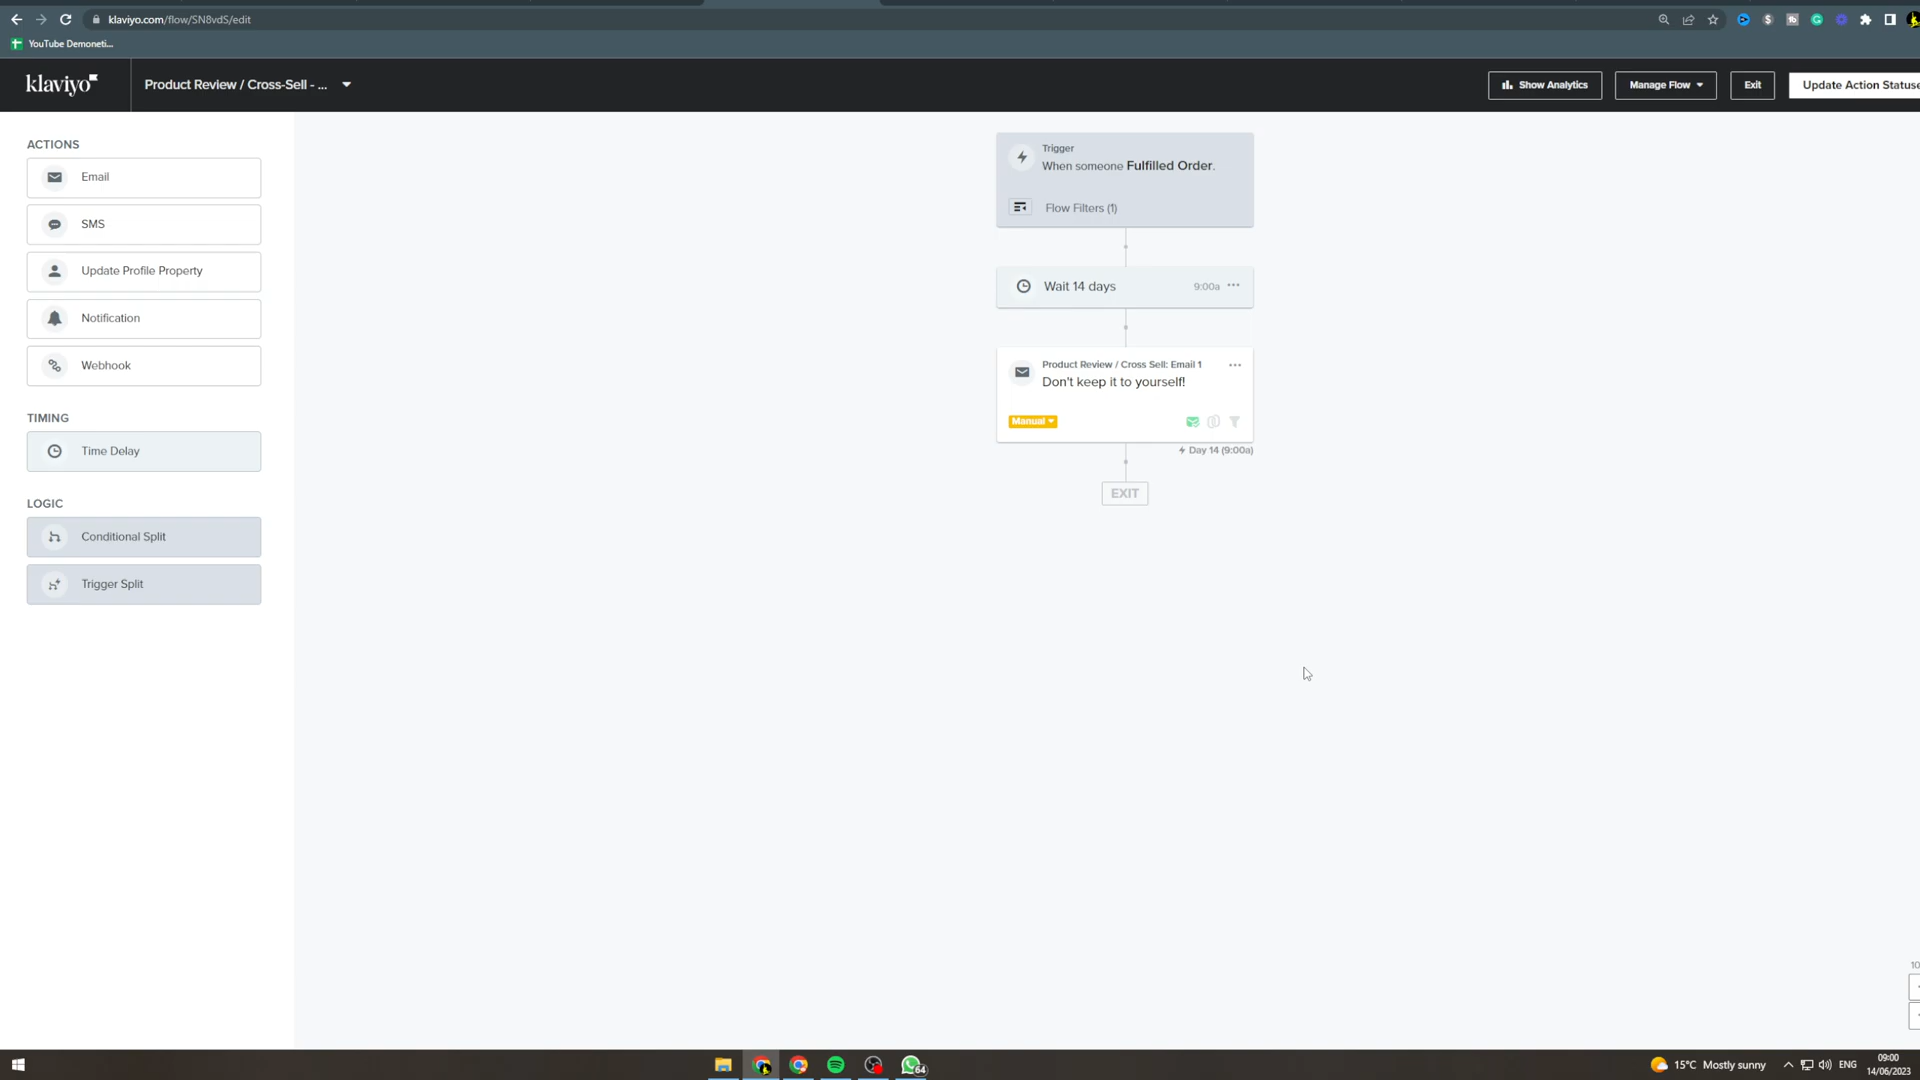 klaviyo.com/flow/SN8vdS/edit
YouTube Demoneti...
klaviyo
Product Review / Cross-Sell - ...
Show Analytics
Manage Flow
Exit
Update Action Statuse
ACTIONS
Email
SMS
Update Profile Property
Notification
Webhook
TIMING
Time Delay
LOGIC
Conditional Split
Trigger Split
Trigger
When someone Fulfilled Order.
Flow Filters (1)
Wait 14 days
9:00a
Product Review / Cross Sell: Email 1
Don't keep it to yourself!
Manual
Day 14 (9:00a)
EXIT
10
64
15°C Mostly sunny
ENG
09:00
14/06/2023